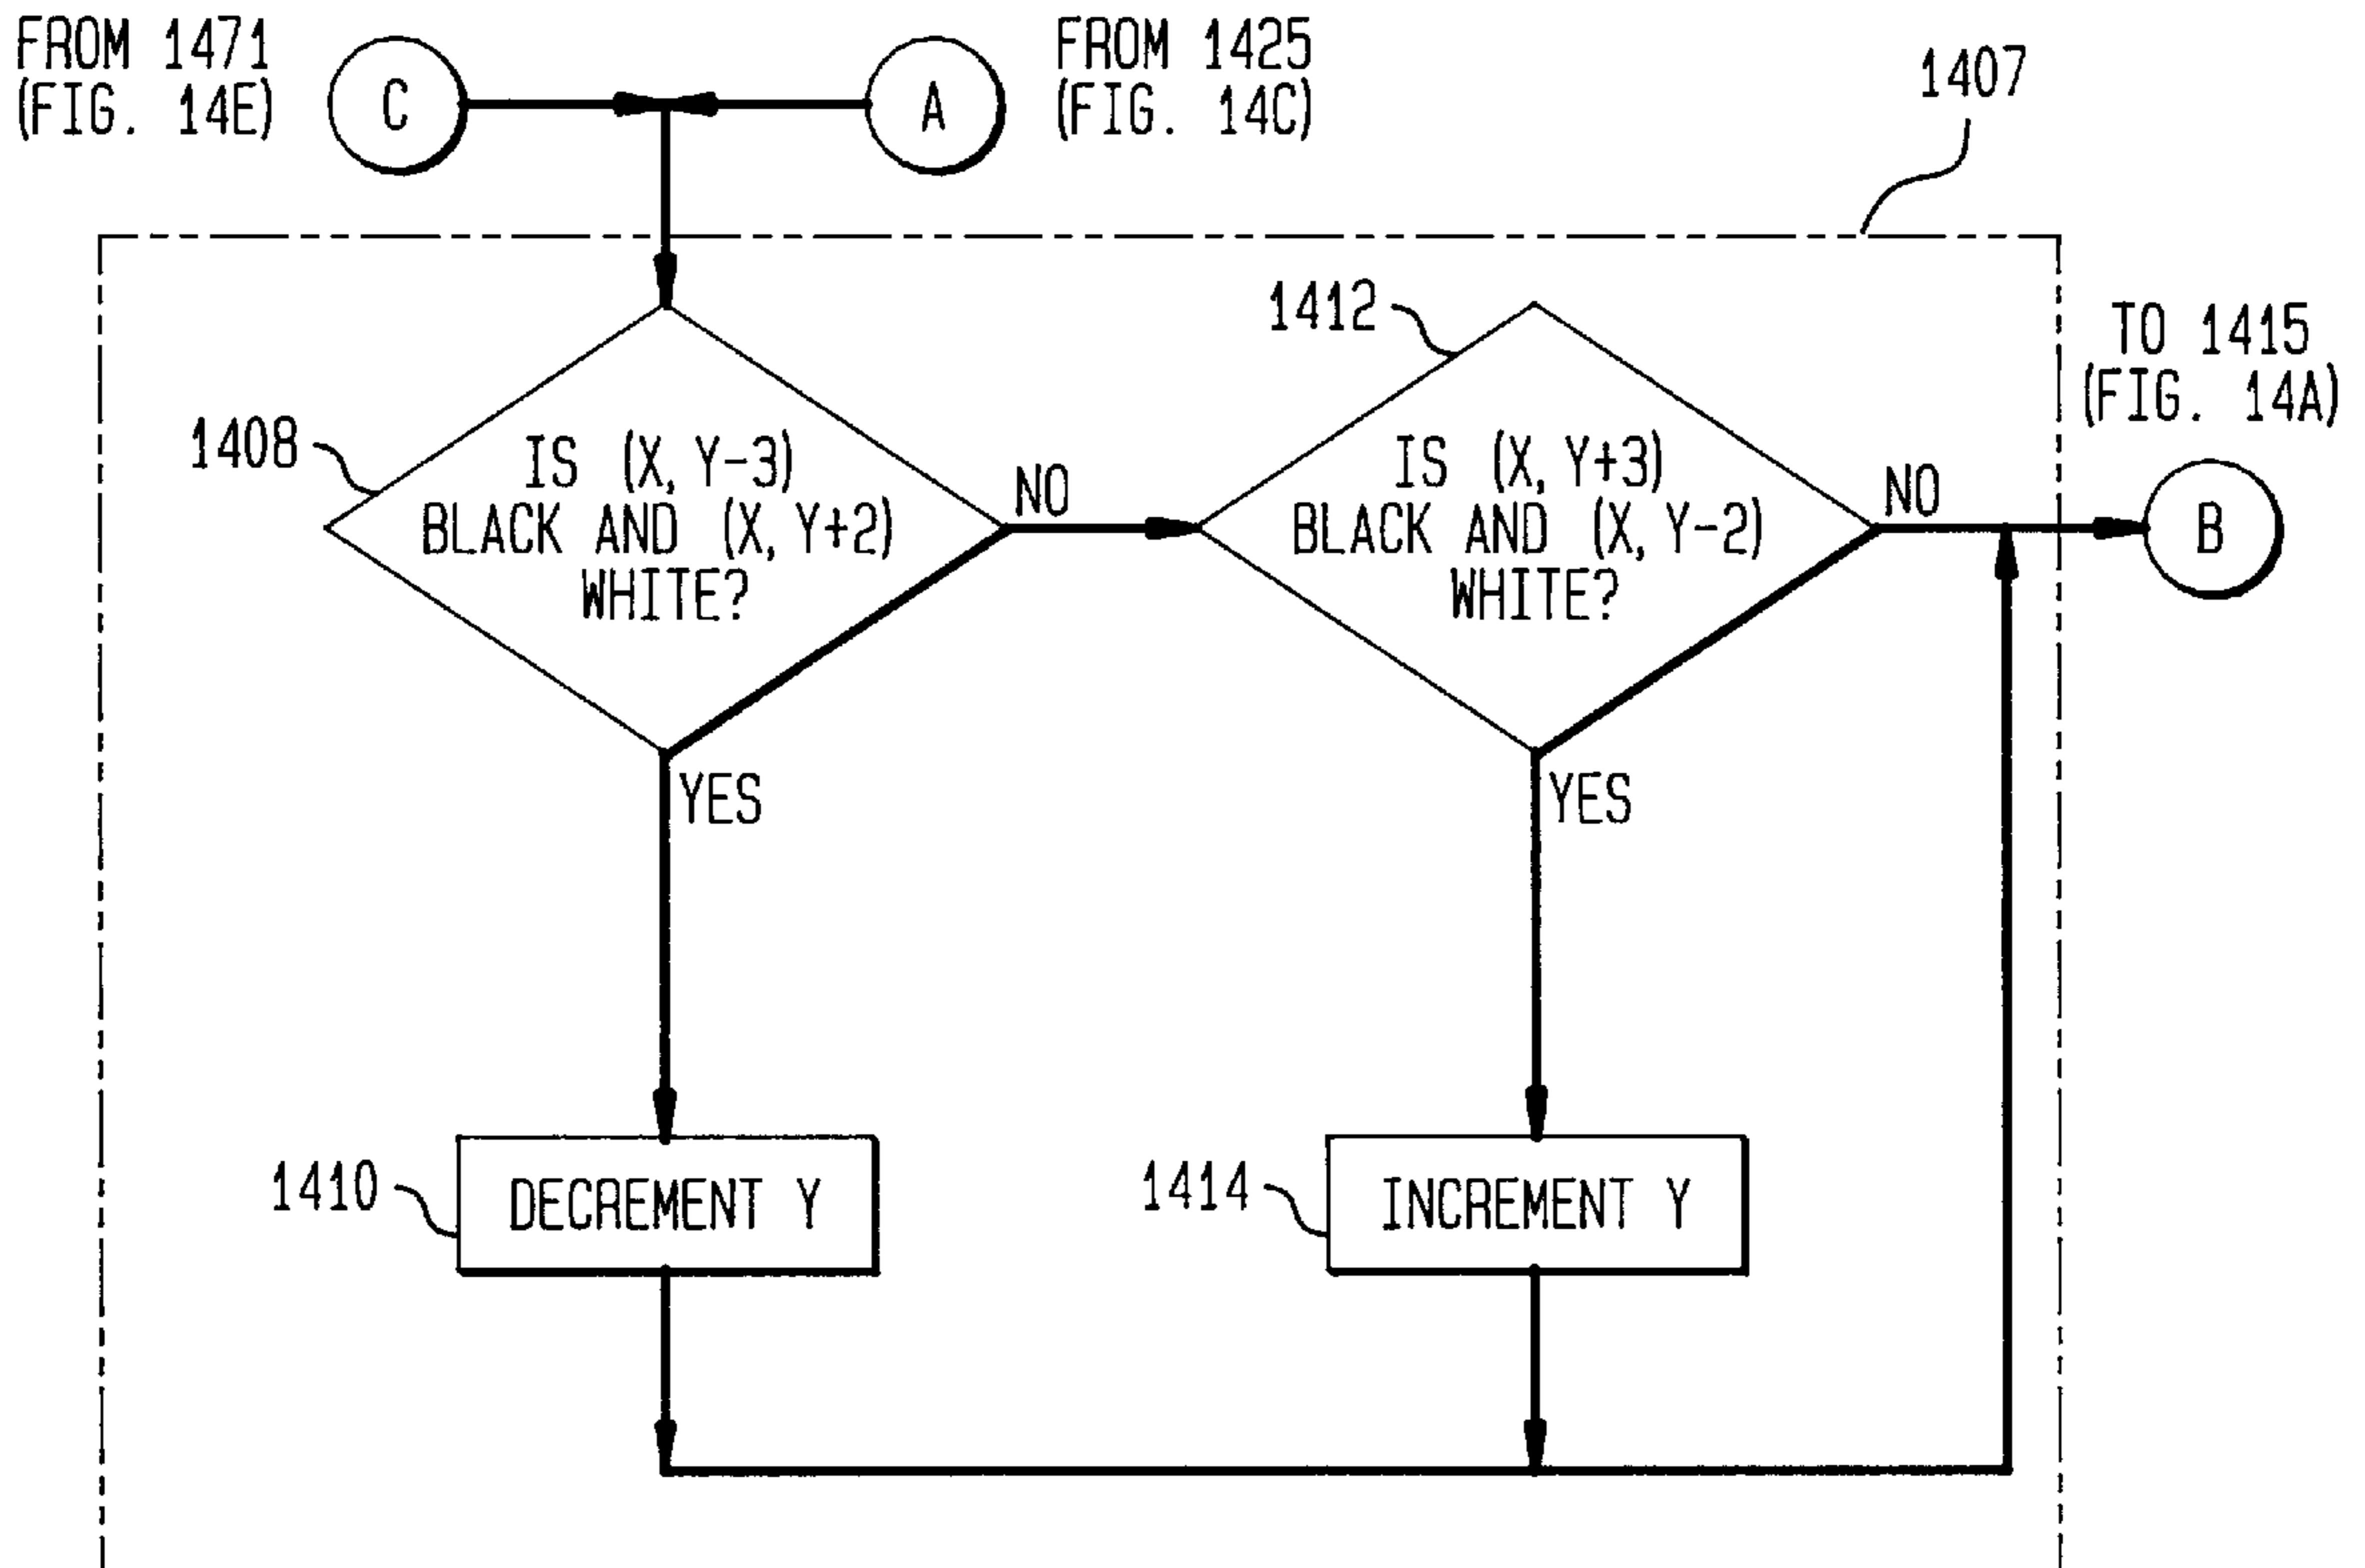 FROM 1471
(FIG. 14E)
C
A
FROM 1425
(FIG. 14C)
1407
1408
IS (X, Y-3)
BLACK AND (X, Y+2)
WHITE?
NO
YES
1412
IS (X, Y+3)
BLACK AND (X, Y-2)
WHITE?
NO
YES
TO 1415
(FIG. 14A)
B
1410
DECREMENT Y
1414
INCREMENT Y